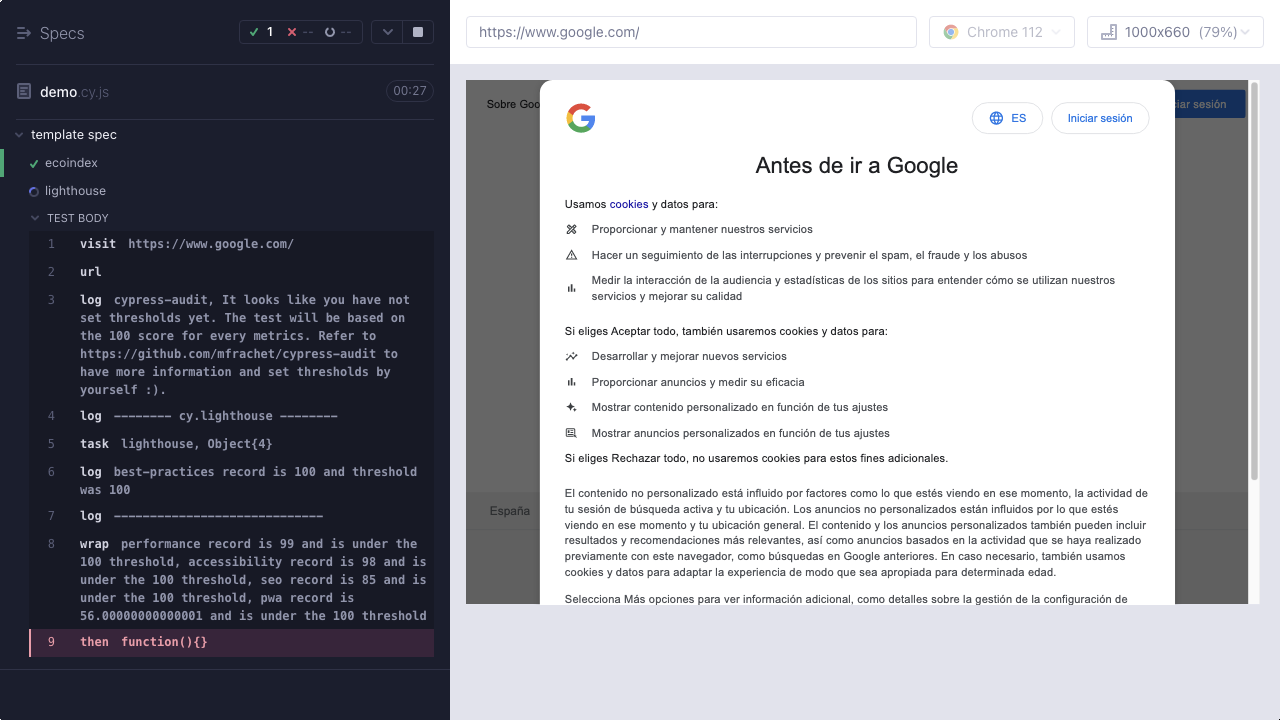 Specs
1
--
--
https://www.google.com/
Chrome 112
1000x660 (79%)
demo.cy.js
00:27
template spec
ecoindex
lighthouse
TEST BODY
1 visit https://www.google.com/
2 url
3 log cypress-audit, It looks like you have not
set thresholds yet. The test will be based on
the 100 score for every metrics. Refer to
https://github.com/mfrachet/cypress-audit to
have more information and set thresholds by
yourself :).
4 log -------- cy.lighthouse --------
5 task lighthouse, Object{4}
6 log best-practices record is 100 and threshold
was 100
7 log -----------------------------
8 wrap performance record is 99 and is under the
100 threshold, accessibility record is 98 and is
under the 100 threshold, seo record is 85 and is
under the 100 threshold, pwa record is
56.00000000000001 and is under the 100 threshold
9 then function(){}
Sobre Goo
iar sesión
ES
Iniciar sesión
Antes de ir a Google
Usamos cookies y datos para:
Proporcionar y mantener nuestros servicios
Hacer un seguimiento de las interrupciones y prevenir el spam, el fraude y los abusos
Medir la interacción de la audiencia y estadísticas de los sitios para entender cómo se utilizan nuestros
servicios y mejorar su calidad
Si eliges Aceptar todo, también usaremos cookies y datos para:
Desarrollar y mejorar nuevos servicios
Proporcionar anuncios y medir su eficacia
Mostrar contenido personalizado en función de tus ajustes
Mostrar anuncios personalizados en función de tus ajustes
Si eliges Rechazar todo, no usaremos cookies para estos fines adicionales.
El contenido no personalizado está influido por factores como lo que estés viendo en ese momento, la actividad de
tu sesión de búsqueda activa y tu ubicación. Los anuncios no personalizados están influidos por lo que estés
viendo en ese momento y tu ubicación general. El contenido y los anuncios personalizados también pueden incluir
resultados y recomendaciones más relevantes, así como anuncios basados en la actividad que se haya realizado
previamente con este navegador, como búsquedas en Google anteriores. En caso necesario, también usamos
cookies y datos para adaptar la experiencia de modo que sea apropiada para determinada edad.
Selecciona Más opciones para ver información adicional, como detalles sobre la gestión de la configuración de
España